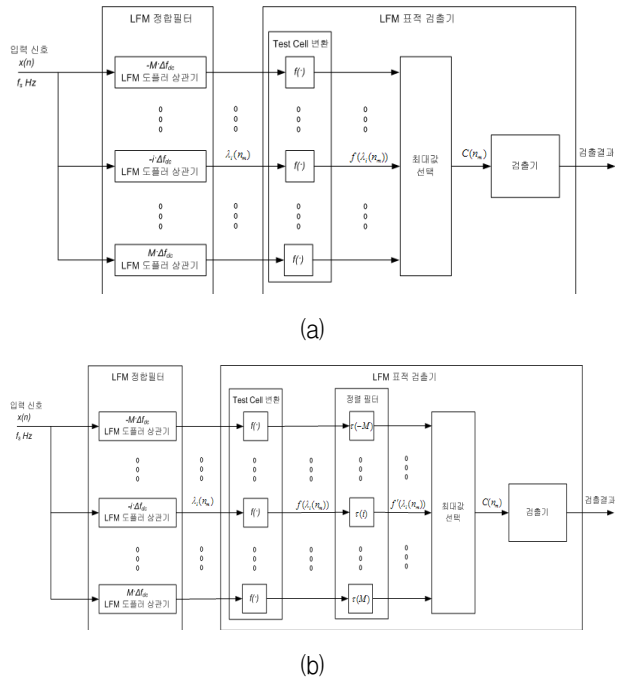 LFM 정합필터
LFM 표적 검출기
입력 신호
x(n)
f_s Hz
Test Cell 변환
-M·Δf_dc
LFM 도플러 상관기
f(·)
-i·Δf_dc
LFM 도플러 상관기
λ_i(n_m)
f(·)
f(λ_i(n_m))
최대값
선택
C(n_m)
검출기
검출결과
M·Δf_dc
LFM 도플러 상관기
f(·)
(a)
LFM 정합필터
LFM 표적 검출기
입력 신호
x(n)
f_s Hz
Test Cell 변환
정렬 필터
-M·Δf_dc
LFM 도플러 상관기
f(·)
τ(-M)
-i·Δf_dc
LFM 도플러 상관기
λ_i(n_m)
f(·)
f(λ_i(n_m))
τ(i)
f'(λ_i(n_m))
최대값
선택
C(n_m)
검출기
검출결과
M·Δf_dc
LFM 도플러 상관기
f(·)
τ(M)
(b)